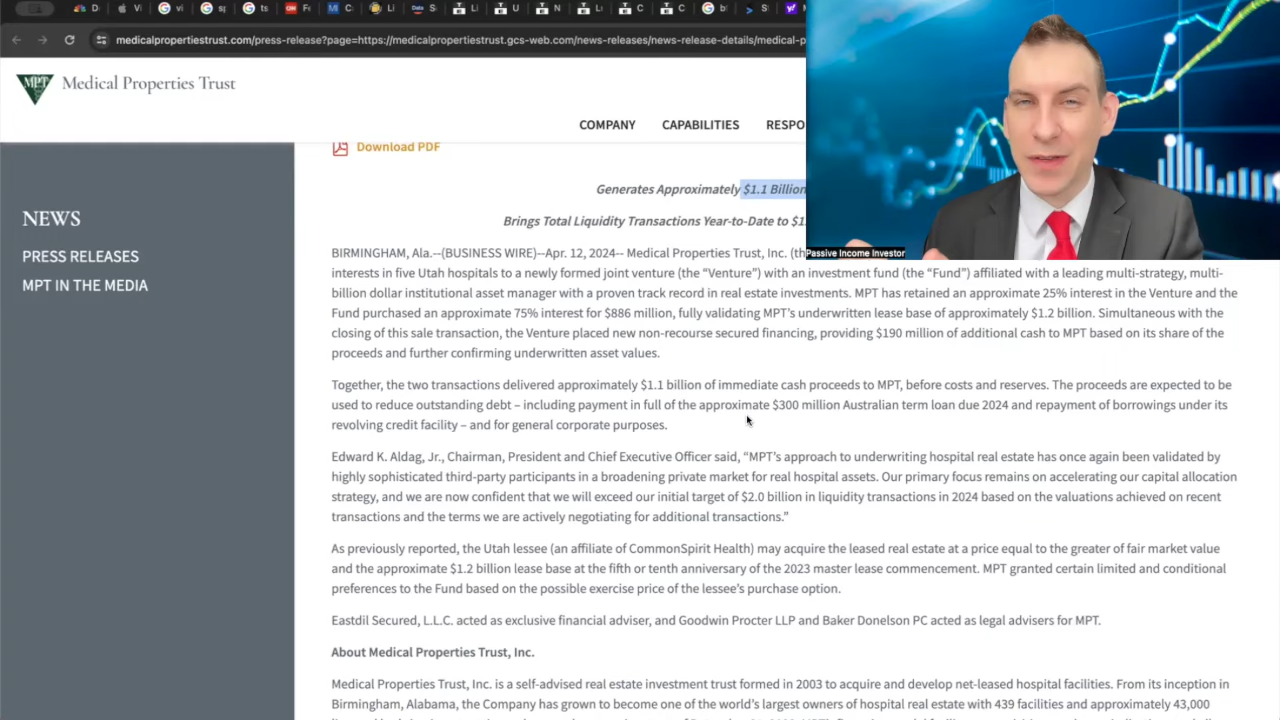 medicalpropertiestrust.com/press-release?page=https://medicalpropertiestrust.gcs-web.com/news-releases/news-release-details/medical-p
MPT Medical Properties Trust
COMPANY CAPABILITIES RESPO
Download PDF
Generates Approximately $1.1 Billion
Brings Total Liquidity Transactions Year-to-Date to $1.
NEWS
PRESS RELEASES
MPT IN THE MEDIA
Passive Income Investor
BIRMINGHAM, Ala.--(BUSINESS WIRE)--Apr. 12, 2024-- Medical Properties Trust, Inc. (th
interests in five Utah hospitals to a newly formed joint venture (the “Venture”) with an investment fund (the “Fund”) affiliated with a leading multi-strategy, multi-
billion dollar institutional asset manager with a proven track record in real estate investments. MPT has retained an approximate 25% interest in the Venture and the
Fund purchased an approximate 75% interest for $886 million, fully validating MPT’s underwritten lease base of approximately $1.2 billion. Simultaneous with the
closing of this sale transaction, the Venture placed new non-recourse secured financing, providing $190 million of additional cash to MPT based on its share of the
proceeds and further confirming underwritten asset values.
Together, the two transactions delivered approximately $1.1 billion of immediate cash proceeds to MPT, before costs and reserves. The proceeds are expected to be
used to reduce outstanding debt – including payment in full of the approximate $300 million Australian term loan due 2024 and repayment of borrowings under its
revolving credit facility – and for general corporate purposes.
Edward K. Aldag, Jr., Chairman, President and Chief Executive Officer said, “MPT’s approach to underwriting hospital real estate has once again been validated by
highly sophisticated third-party participants in a broadening private market for real hospital assets. Our primary focus remains on accelerating our capital allocation
strategy, and we are now confident that we will exceed our initial target of $2.0 billion in liquidity transactions in 2024 based on the valuations achieved on recent
transactions and the terms we are actively negotiating for additional transactions.”
As previously reported, the Utah lessee (an affiliate of CommonSpirit Health) may acquire the leased real estate at a price equal to the greater of fair market value
and the approximate $1.2 billion lease base at the fifth or tenth anniversary of the 2023 master lease commencement. MPT granted certain limited and conditional
preferences to the Fund based on the possible exercise price of the lessee’s purchase option.
Eastdil Secured, L.L.C. acted as exclusive financial adviser, and Goodwin Procter LLP and Baker Donelson PC acted as legal advisers for MPT.
About Medical Properties Trust, Inc.
Medical Properties Trust, Inc. is a self-advised real estate investment trust formed in 2003 to acquire and develop net-leased hospital facilities. From its inception in
Birmingham, Alabama, the Company has grown to become one of the world’s largest owners of hospital real estate with 439 facilities and approximately 43,000